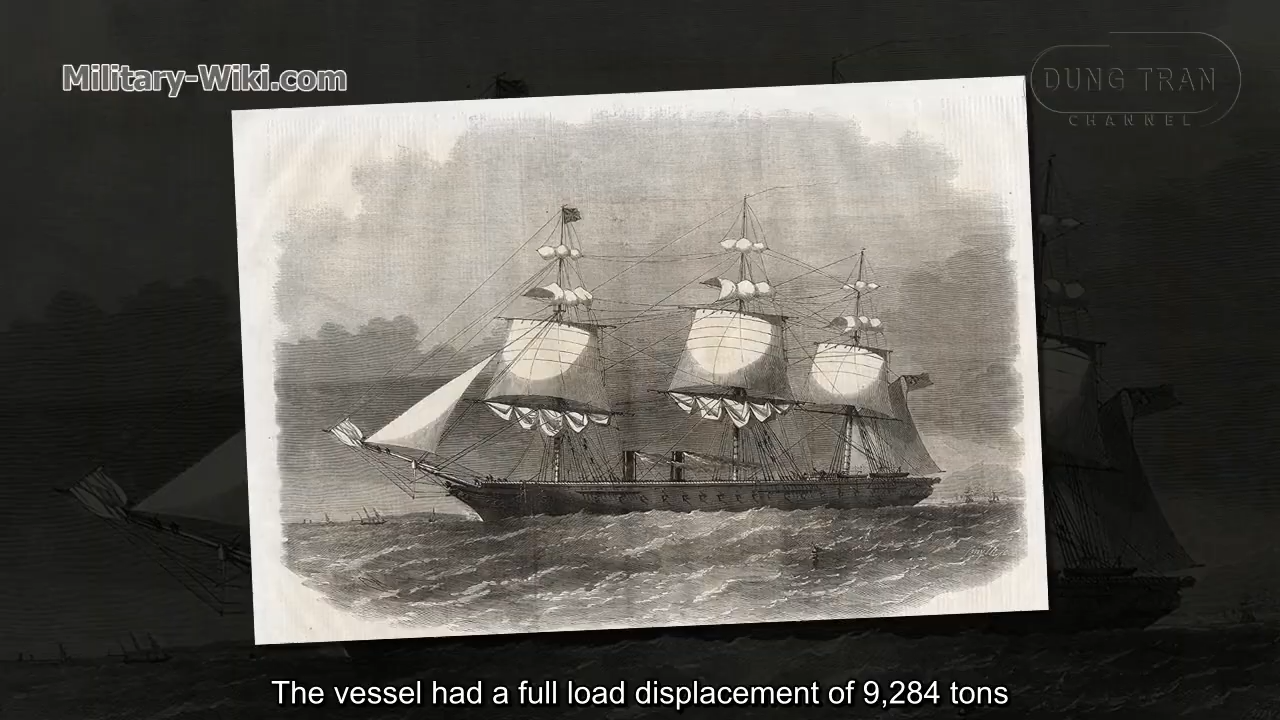 Military-Wiki.com
DUNG TRAN
CHANNEL
The vessel had a full load displacement of 9,284 tons